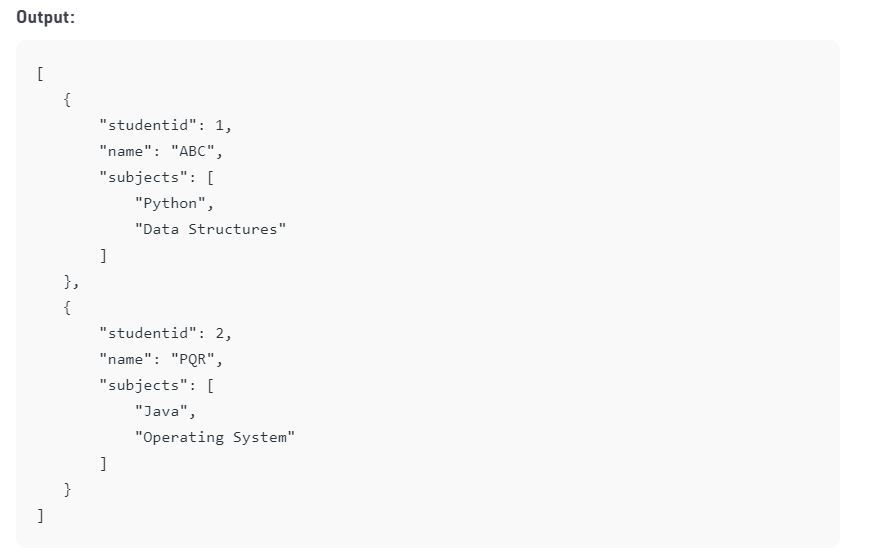 Output:
[
   {
       "studentid": 1,
       "name": "ABC",
       "subjects": [
           "Python",
           "Data Structures"
       ]
   },
   {
       "studentid": 2,
       "name": "PQR",
       "subjects": [
           "Java",
           "Operating System"
       ]
   }
]